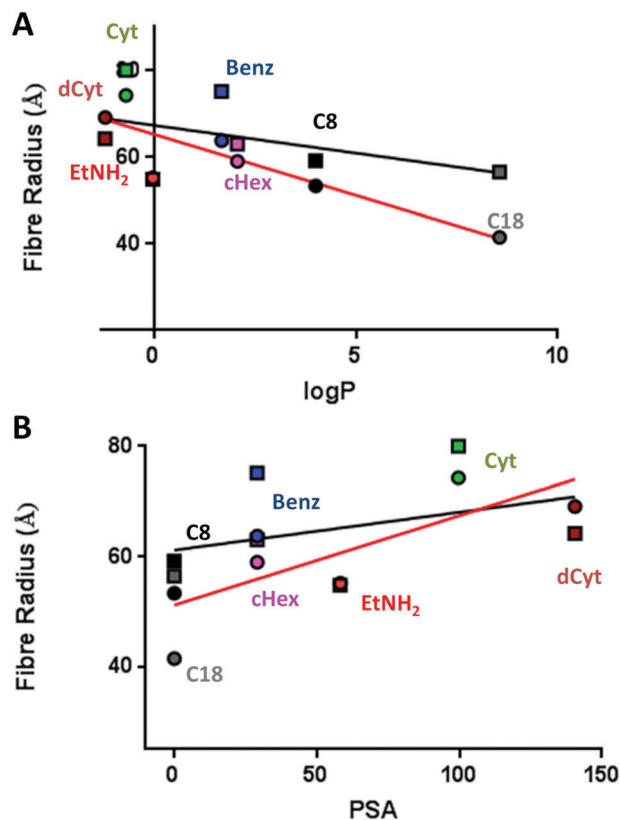 A
Cyt
Benz
dCyt
C8
60
EtNH₂
cHex
C18
40
Fibre Radius (Å)
0
5
10
logP
B
80
Cyt
Benz
C8
60
dCyt
cHex
EtNH₂
C18
40
Fibre Radius (Å)
0
50
100
150
PSA